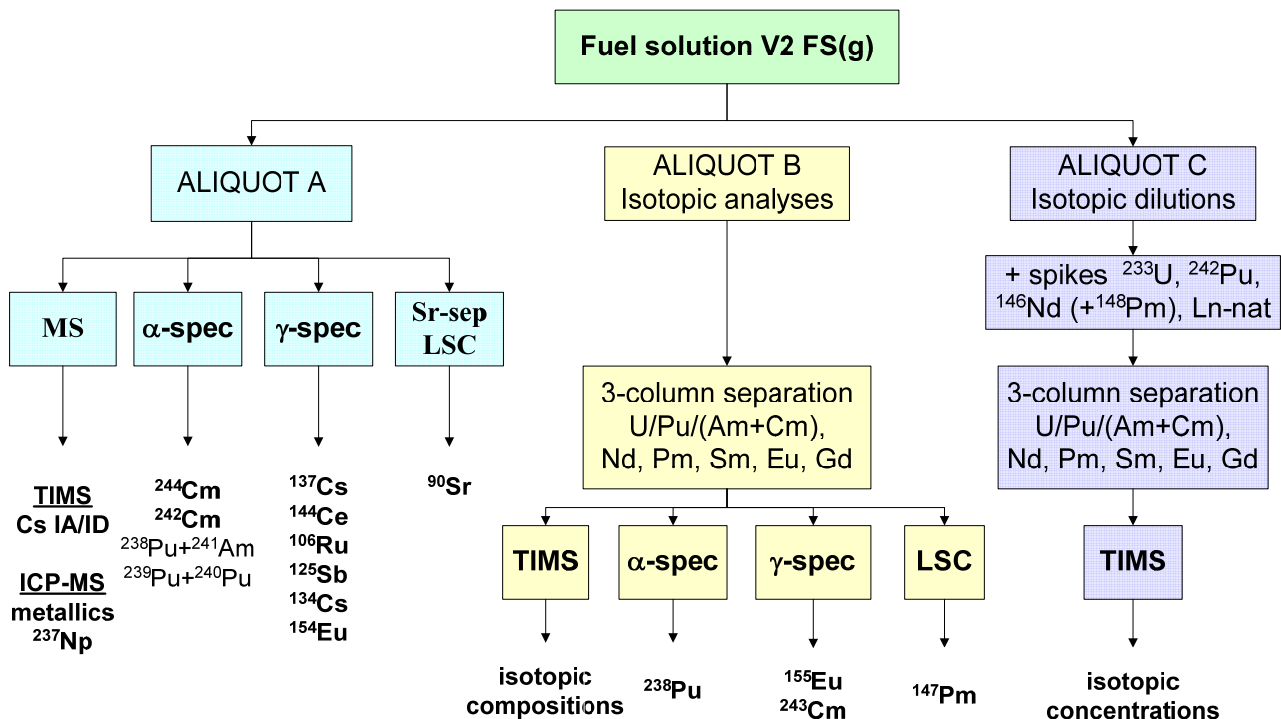 Fuel solution V2 FS(g)
ALIQUOT A
ALIQUOT B
Isotopic analyses
ALIQUOT C
Isotopic dilutions
+ spikes ²³³U, ²⁴²Pu,
¹⁴⁶Nd (+¹⁴⁸Pm), Ln-nat
MS
α-spec
γ-spec
Sr-sep
LSC
3-column separation
U/Pu/(Am+Cm),
Nd, Pm, Sm, Eu, Gd
3-column separation
U/Pu/(Am+Cm),
Nd, Pm, Sm, Eu, Gd
TIMS
Cs IA/ID
ICP-MS
metallics
²³⁷Np
²⁴⁴Cm
²⁴²Cm
²³⁸Pu+²⁴¹Am
²³⁹Pu+²⁴⁰Pu
¹³⁷Cs
¹⁴⁴Ce
¹⁰⁶Ru
¹²⁵Sb
¹³⁴Cs
¹⁵⁴Eu
⁹⁰Sr
TIMS
α-spec
γ-spec
LSC
TIMS
isotopic
compositions
²³⁸Pu
¹⁵⁵Eu
²⁴³Cm
¹⁴⁷Pm
isotopic
concentrations